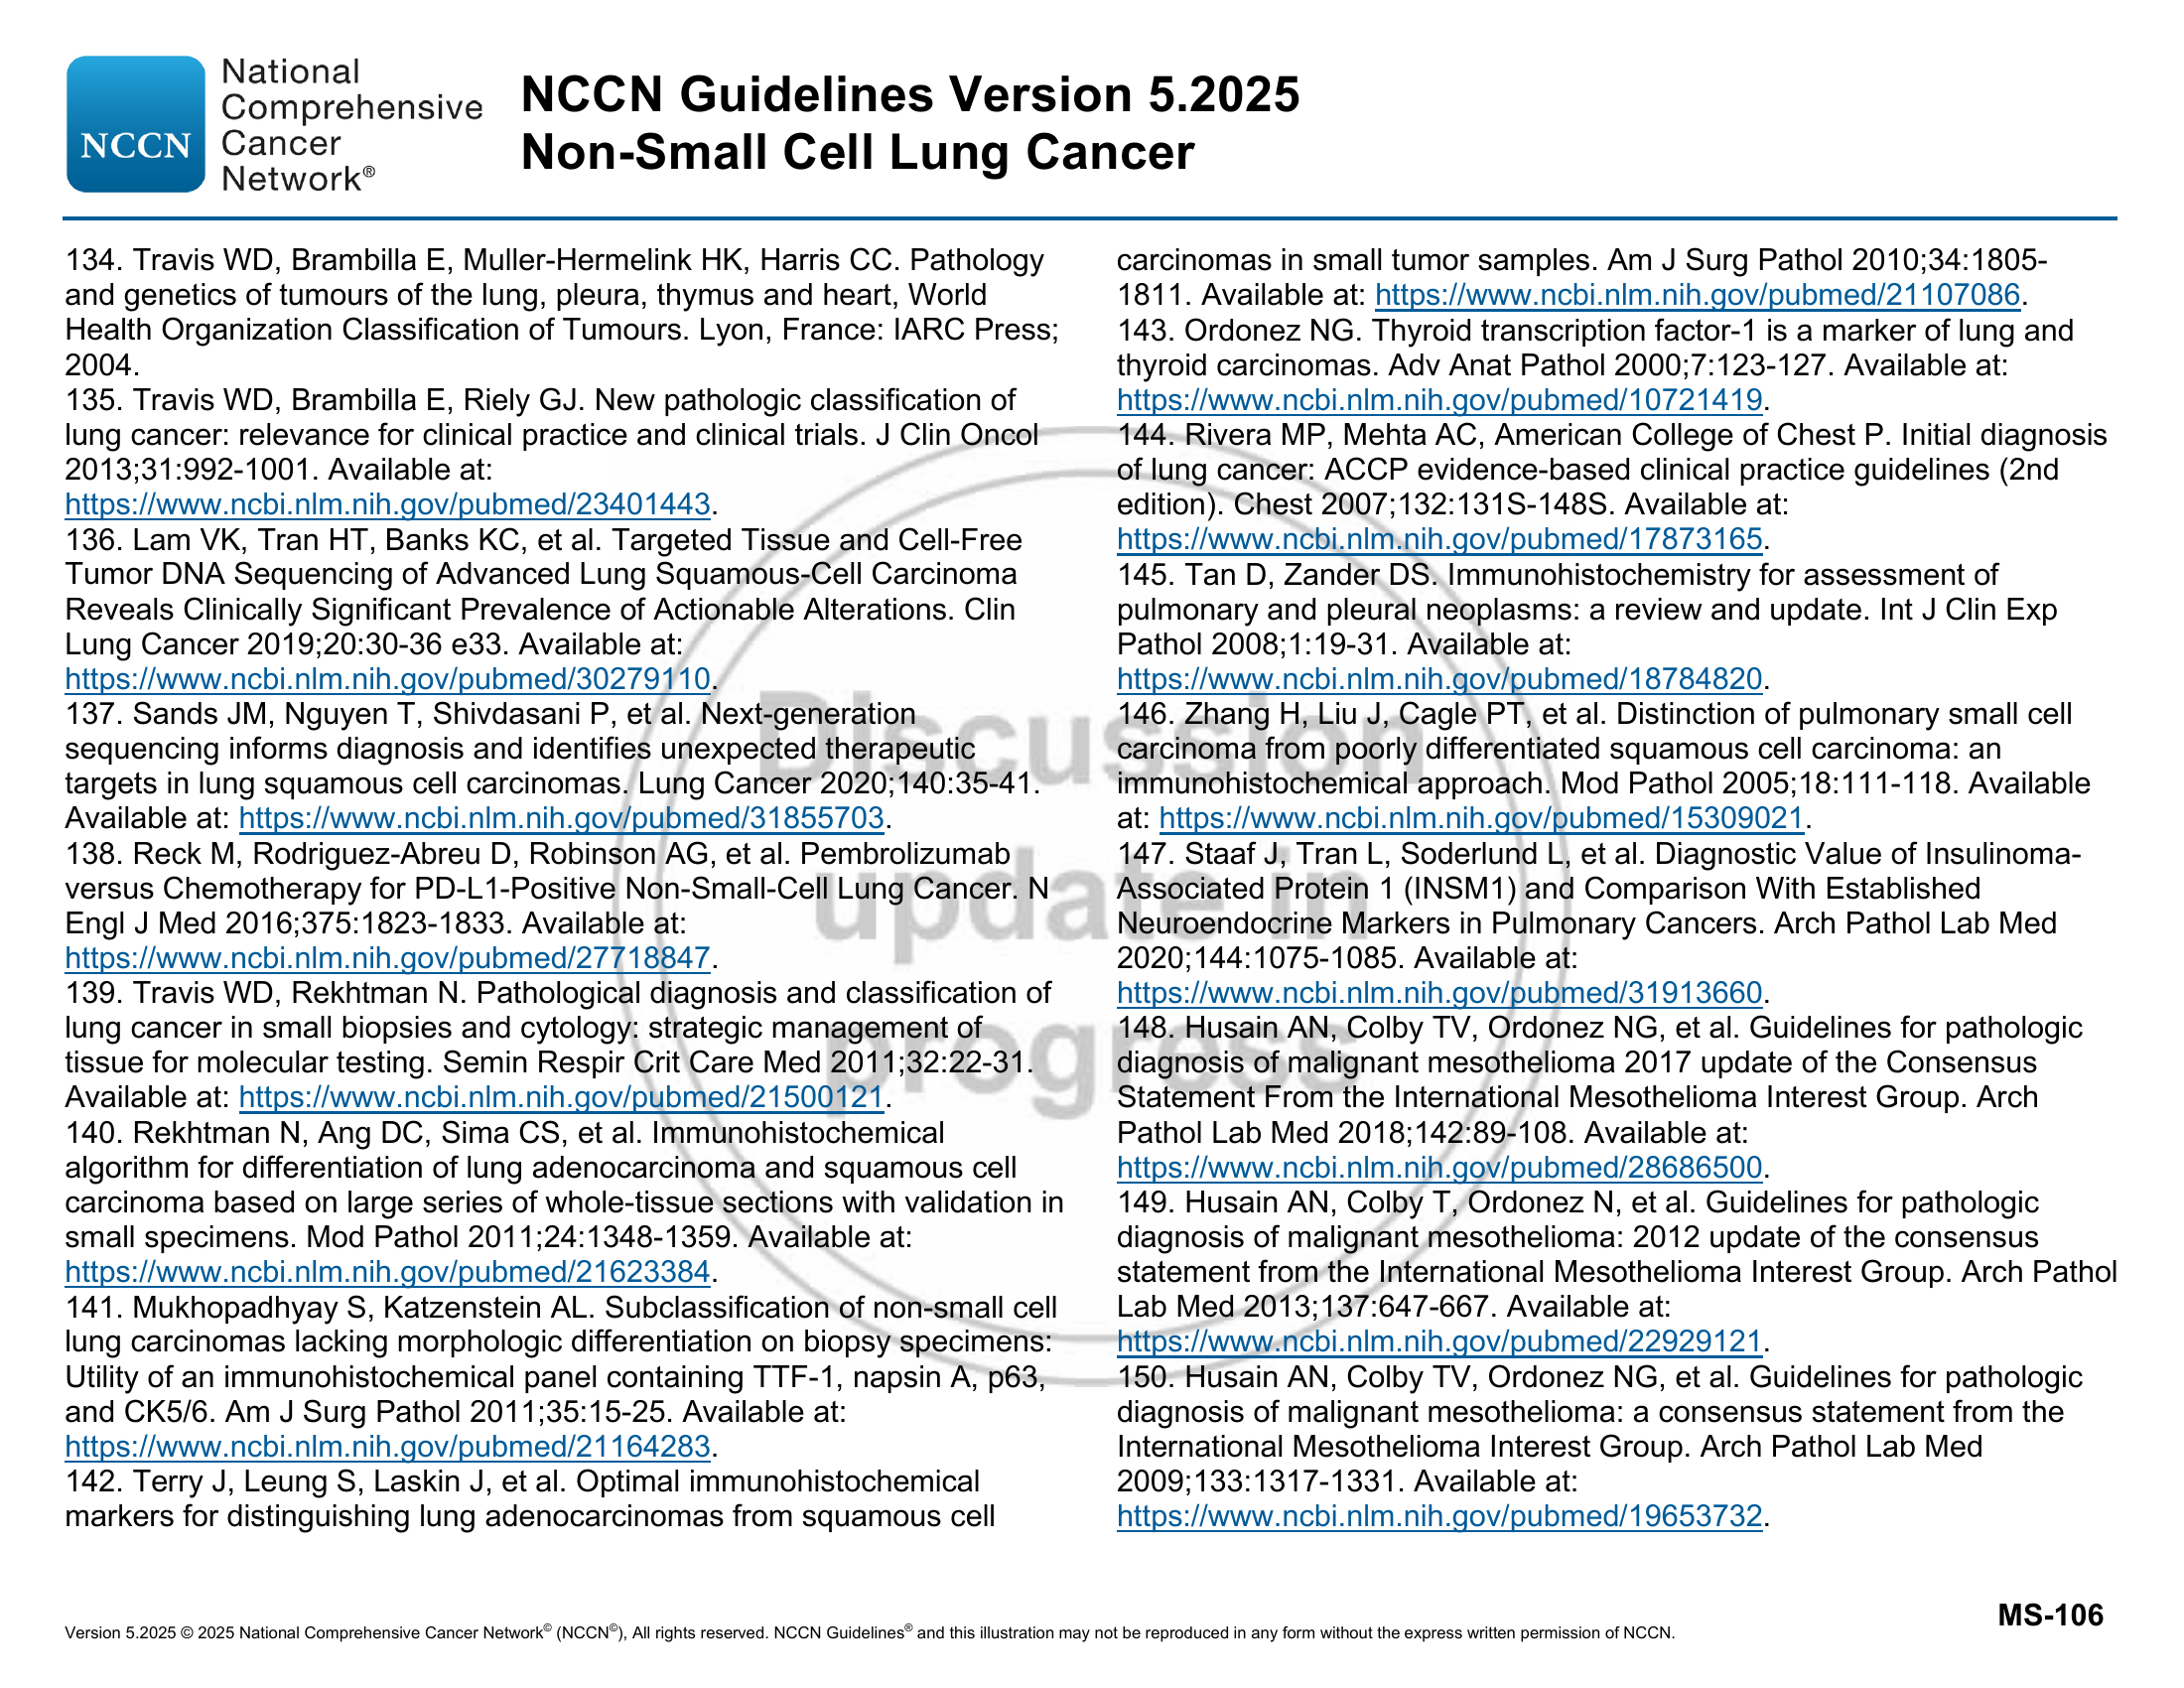 NCCN
National
Comprehensive
Cancer
Network®
NCCN Guidelines Version 5.2025
Non-Small Cell Lung Cancer
134. Travis WD, Brambilla E, Muller-Hermelink HK, Harris CC. Pathology
and genetics of tumours of the lung, pleura, thymus and heart, World
Health Organization Classification of Tumours. Lyon, France: IARC Press;
2004.
135. Travis WD, Brambilla E, Riely GJ. New pathologic classification of
lung cancer: relevance for clinical practice and clinical trials. J Clin Oncol
2013;31:992-1001. Available at:
https://www.ncbi.nlm.nih.gov/pubmed/23401443.
136. Lam VK, Tran HT, Banks KC, et al. Targeted Tissue and Cell-Free
Tumor DNA Sequencing of Advanced Lung Squamous-Cell Carcinoma
Reveals Clinically Significant Prevalence of Actionable Alterations. Clin
Lung Cancer 2019;20:30-36 e33. Available at:
https://www.ncbi.nlm.nih.gov/pubmed/30279110.
137. Sands JM, Nguyen T, Shivdasani P, et al. Next-generation
sequencing informs diagnosis and identifies unexpected therapeutic
targets in lung squamous cell carcinomas. Lung Cancer 2020;140:35-41.
Available at: https://www.ncbi.nlm.nih.gov/pubmed/31855703.
138. Reck M, Rodriguez-Abreu D, Robinson AG, et al. Pembrolizumab
versus Chemotherapy for PD-L1-Positive Non-Small-Cell Lung Cancer. N
Engl J Med 2016;375:1823-1833. Available at:
https://www.ncbi.nlm.nih.gov/pubmed/27718847.
139. Travis WD, Rekhtman N. Pathological diagnosis and classification of
lung cancer in small biopsies and cytology: strategic management of
tissue for molecular testing. Semin Respir Crit Care Med 2011;32:22-31.
Available at: https://www.ncbi.nlm.nih.gov/pubmed/21500121.
140. Rekhtman N, Ang DC, Sima CS, et al. Immunohistochemical
algorithm for differentiation of lung adenocarcinoma and squamous cell
carcinoma based on large series of whole-tissue sections with validation in
small specimens. Mod Pathol 2011;24:1348-1359. Available at:
https://www.ncbi.nlm.nih.gov/pubmed/21623384.
141. Mukhopadhyay S, Katzenstein AL. Subclassification of non-small cell
lung carcinomas lacking morphologic differentiation on biopsy specimens:
Utility of an immunohistochemical panel containing TTF-1, napsin A, p63,
and CK5/6. Am J Surg Pathol 2011;35:15-25. Available at:
https://www.ncbi.nlm.nih.gov/pubmed/21164283.
142. Terry J, Leung S, Laskin J, et al. Optimal immunohistochemical
markers for distinguishing lung adenocarcinomas from squamous cell
carcinomas in small tumor samples. Am J Surg Pathol 2010;34:1805-
1811. Available at: https://www.ncbi.nlm.nih.gov/pubmed/21107086.
143. Ordonez NG. Thyroid transcription factor-1 is a marker of lung and
thyroid carcinomas. Adv Anat Pathol 2000;7:123-127. Available at:
https://www.ncbi.nlm.nih.gov/pubmed/10721419.
144. Rivera MP, Mehta AC, American College of Chest P. Initial diagnosis
of lung cancer: ACCP evidence-based clinical practice guidelines (2nd
edition). Chest 2007;132:131S-148S. Available at:
https://www.ncbi.nlm.nih.gov/pubmed/17873165.
145. Tan D, Zander DS. Immunohistochemistry for assessment of
pulmonary and pleural neoplasms: a review and update. Int J Clin Exp
Pathol 2008;1:19-31. Available at:
https://www.ncbi.nlm.nih.gov/pubmed/18784820.
146. Zhang H, Liu J, Cagle PT, et al. Distinction of pulmonary small cell
carcinoma from poorly differentiated squamous cell carcinoma: an
immunohistochemical approach. Mod Pathol 2005;18:111-118. Available
at: https://www.ncbi.nlm.nih.gov/pubmed/15309021.
147. Staaf J, Tran L, Soderlund L, et al. Diagnostic Value of Insulinoma-
Associated Protein 1 (INSM1) and Comparison With Established
Neuroendocrine Markers in Pulmonary Cancers. Arch Pathol Lab Med
2020;144:1075-1085. Available at:
https://www.ncbi.nlm.nih.gov/pubmed/31913660.
148. Husain AN, Colby TV, Ordonez NG, et al. Guidelines for pathologic
diagnosis of malignant mesothelioma 2017 update of the Consensus
Statement From the International Mesothelioma Interest Group. Arch
Pathol Lab Med 2018;142:89-108. Available at:
https://www.ncbi.nlm.nih.gov/pubmed/28686500.
149. Husain AN, Colby T, Ordonez N, et al. Guidelines for pathologic
diagnosis of malignant mesothelioma: 2012 update of the consensus
statement from the International Mesothelioma Interest Group. Arch Pathol
Lab Med 2013;137:647-667. Available at:
https://www.ncbi.nlm.nih.gov/pubmed/22929121.
150. Husain AN, Colby TV, Ordonez NG, et al. Guidelines for pathologic
diagnosis of malignant mesothelioma: a consensus statement from the
International Mesothelioma Interest Group. Arch Pathol Lab Med
2009;133:1317-1331. Available at:
https://www.ncbi.nlm.nih.gov/pubmed/19653732.
Discussion
update in
progress
MS-106
Version 5.2025 © 2025 National Comprehensive Cancer Network© (NCCN©), All rights reserved. NCCN Guidelines® and this illustration may not be reproduced in any form without the express written permission of NCCN.